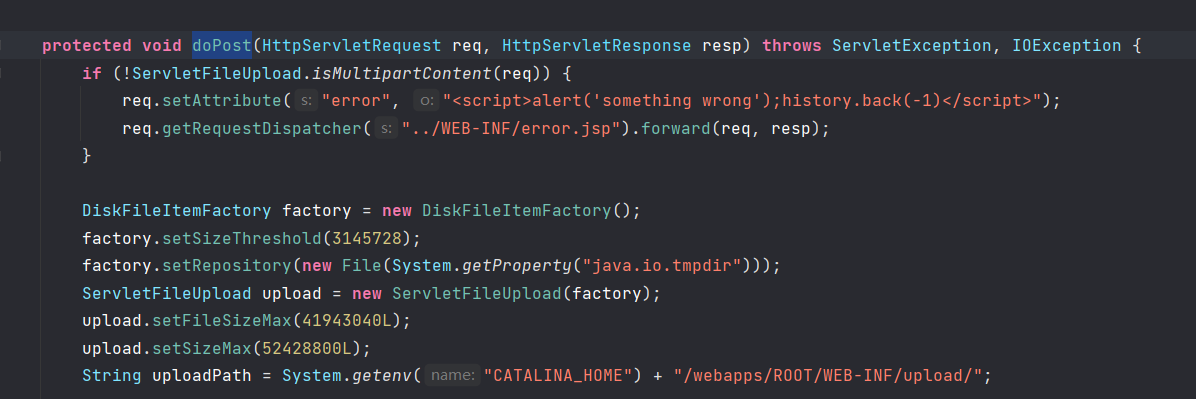 protected void doPost(HttpServletRequest req, HttpServletResponse resp) throws ServletException, IOException {
if (!ServletFileUpload.isMultipartContent(req)) {
req.setAttribute( s: "error", o: "<script>alert('something wrong');history.back(-1)</script>");
req.getRequestDispatcher( s: "../WEB-INF/error.jsp").forward(req, resp);
}
DiskFileItemFactory factory = new DiskFileItemFactory();
factory.setSizeThreshold(3145728);
factory.setRepository(new File(System.getProperty("java.io.tmpdir")));
ServletFileUpload upload = new ServletFileUpload(factory);
upload.setFileSizeMax(41943040L);
upload.setSizeMax(52428800L);
String uploadPath = System.getenv( name: "CATALINA_HOME") + "/webapps/ROOT/WEB-INF/upload/";